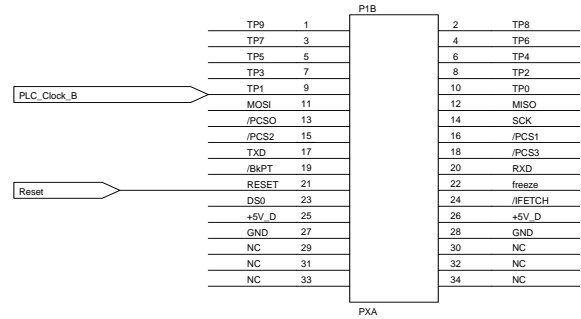 P1B
TP9 1 2 TP8
TP7 3 4 TP6
TP5 5 6 TP4
TP3 7 8 TP2
PLC_Clock_B TP1 9 10 TP0
MOSI 11 12 MISO
/PCSO 13 14 SCK
/PCS2 15 16 /PCS1
TXD 17 18 /PCS3
/BkPT 19 20 RXD
Reset RESET 21 22 freeze
DS0 23 24 /IFETCH
+5V_D 25 26 +5V_D
GND 27 28 GND
NC 29 30 NC
NC 31 32 NC
NC 33 34 NC
PXA